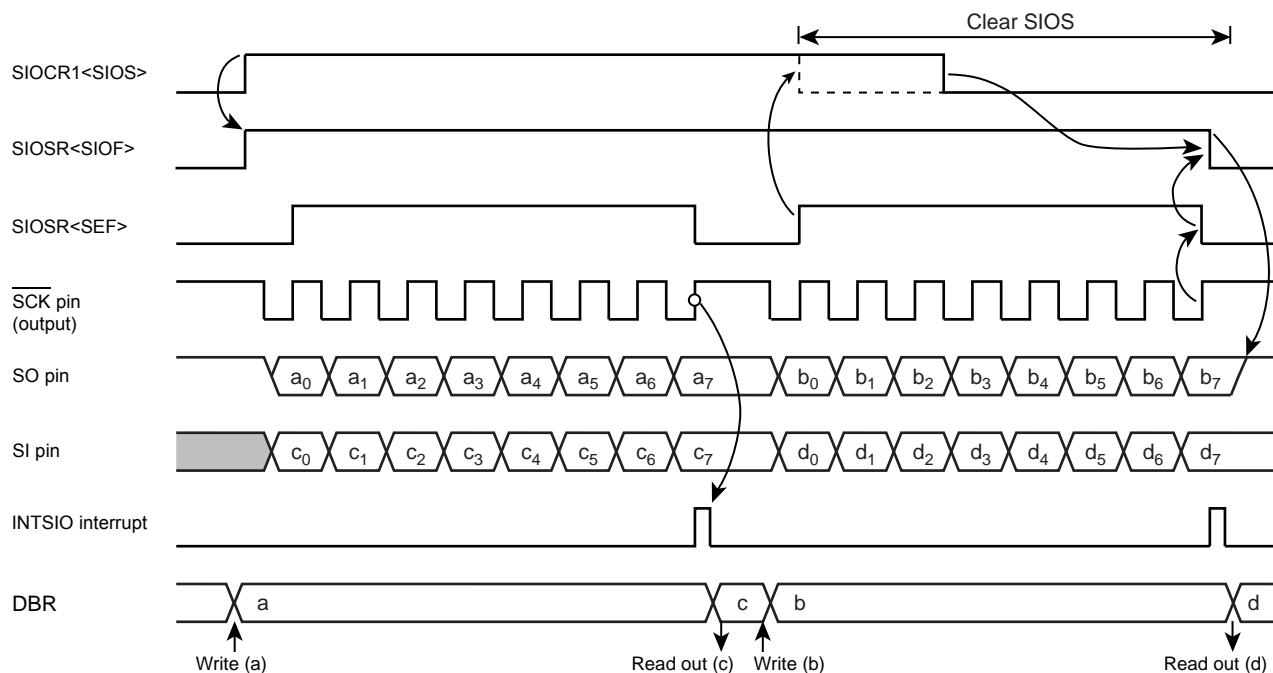 Clear SIOS
SIOCR1<SIOS>
SIOSR<SIOF>
SIOSR<SEF>
SCK pin
(output)
SO pin a0 a1 a2 a3 a4 a5 a6 a7 b0 b1 b2 b3 b4 b5 b6 b7
SI pin c0 c1 c2 c3 c4 c5 c6 c7 d0 d1 d2 d3 d4 d5 d6 d7
INTSIO interrupt
DBR a c b d
Write (a) Read out (c) Write (b) Read out (d)